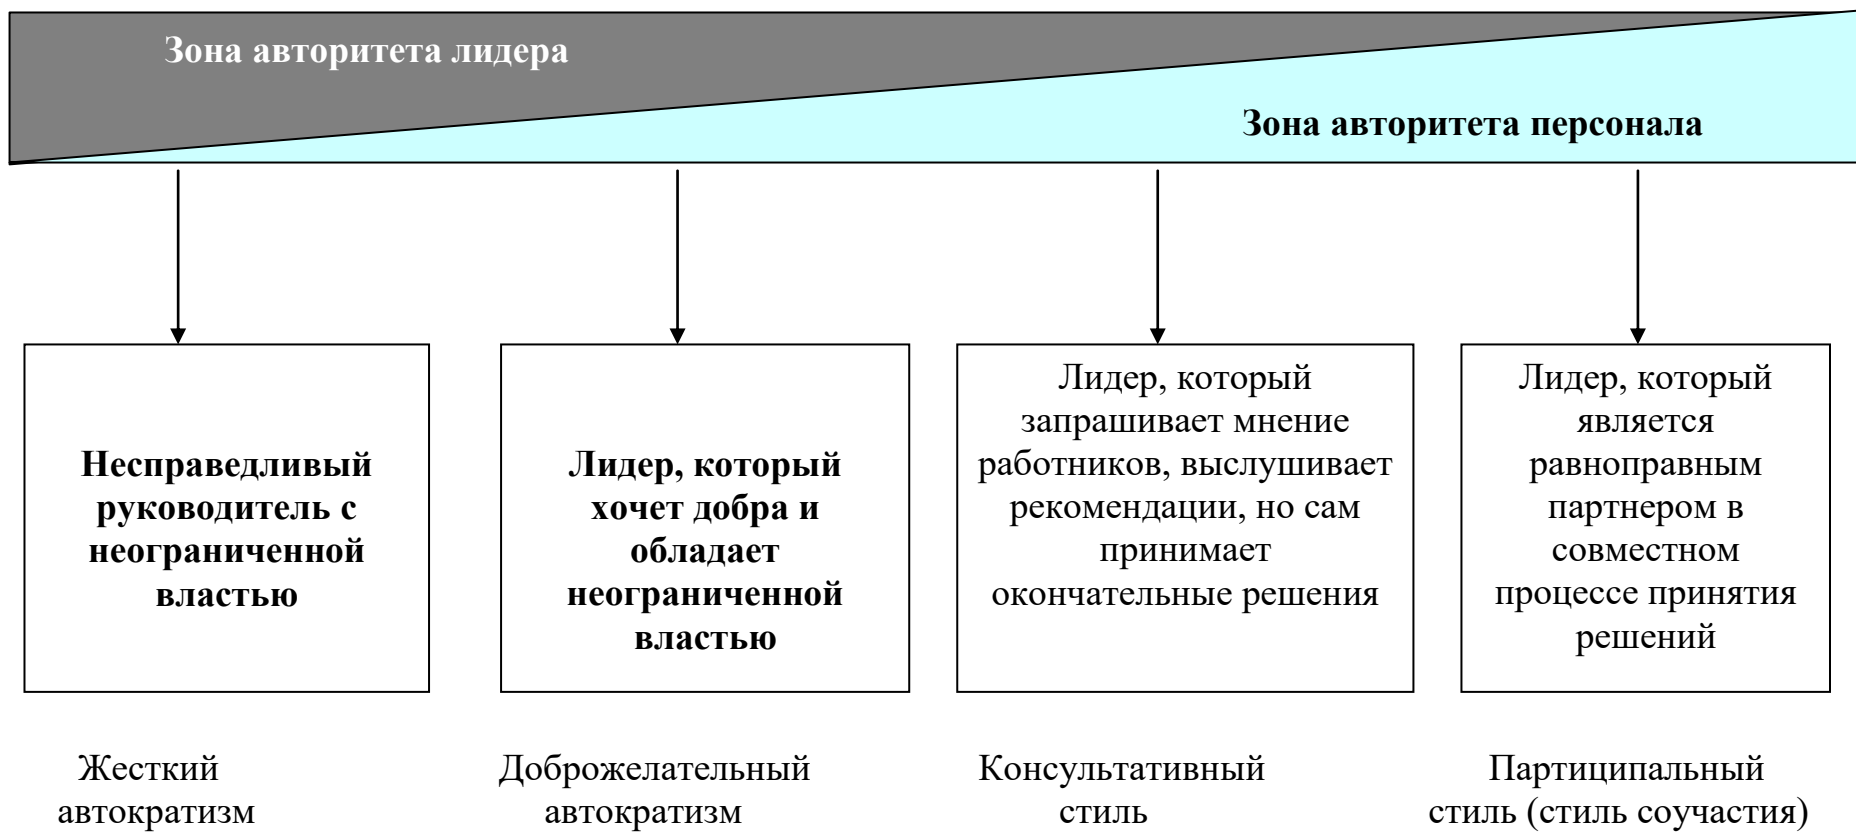 Зона авторитета лидера
Зона авторитета персонала
Несправедливый
руководитель с
неограниченной
властью
Лидер, который
хочет добра и
обладает
неограниченной
властью
Лидер, который
запрашивает мнение
работников, выслушивает
рекомендации, но сам
принимает
окончательные решения
Лидер, который
является
равноправным
партнером в
совместном
процессе принятия
решений
Жесткий
автократизм
Доброжелательный
автократизм
Консультативный
стиль
Партиципальный
стиль (стиль соучастия)